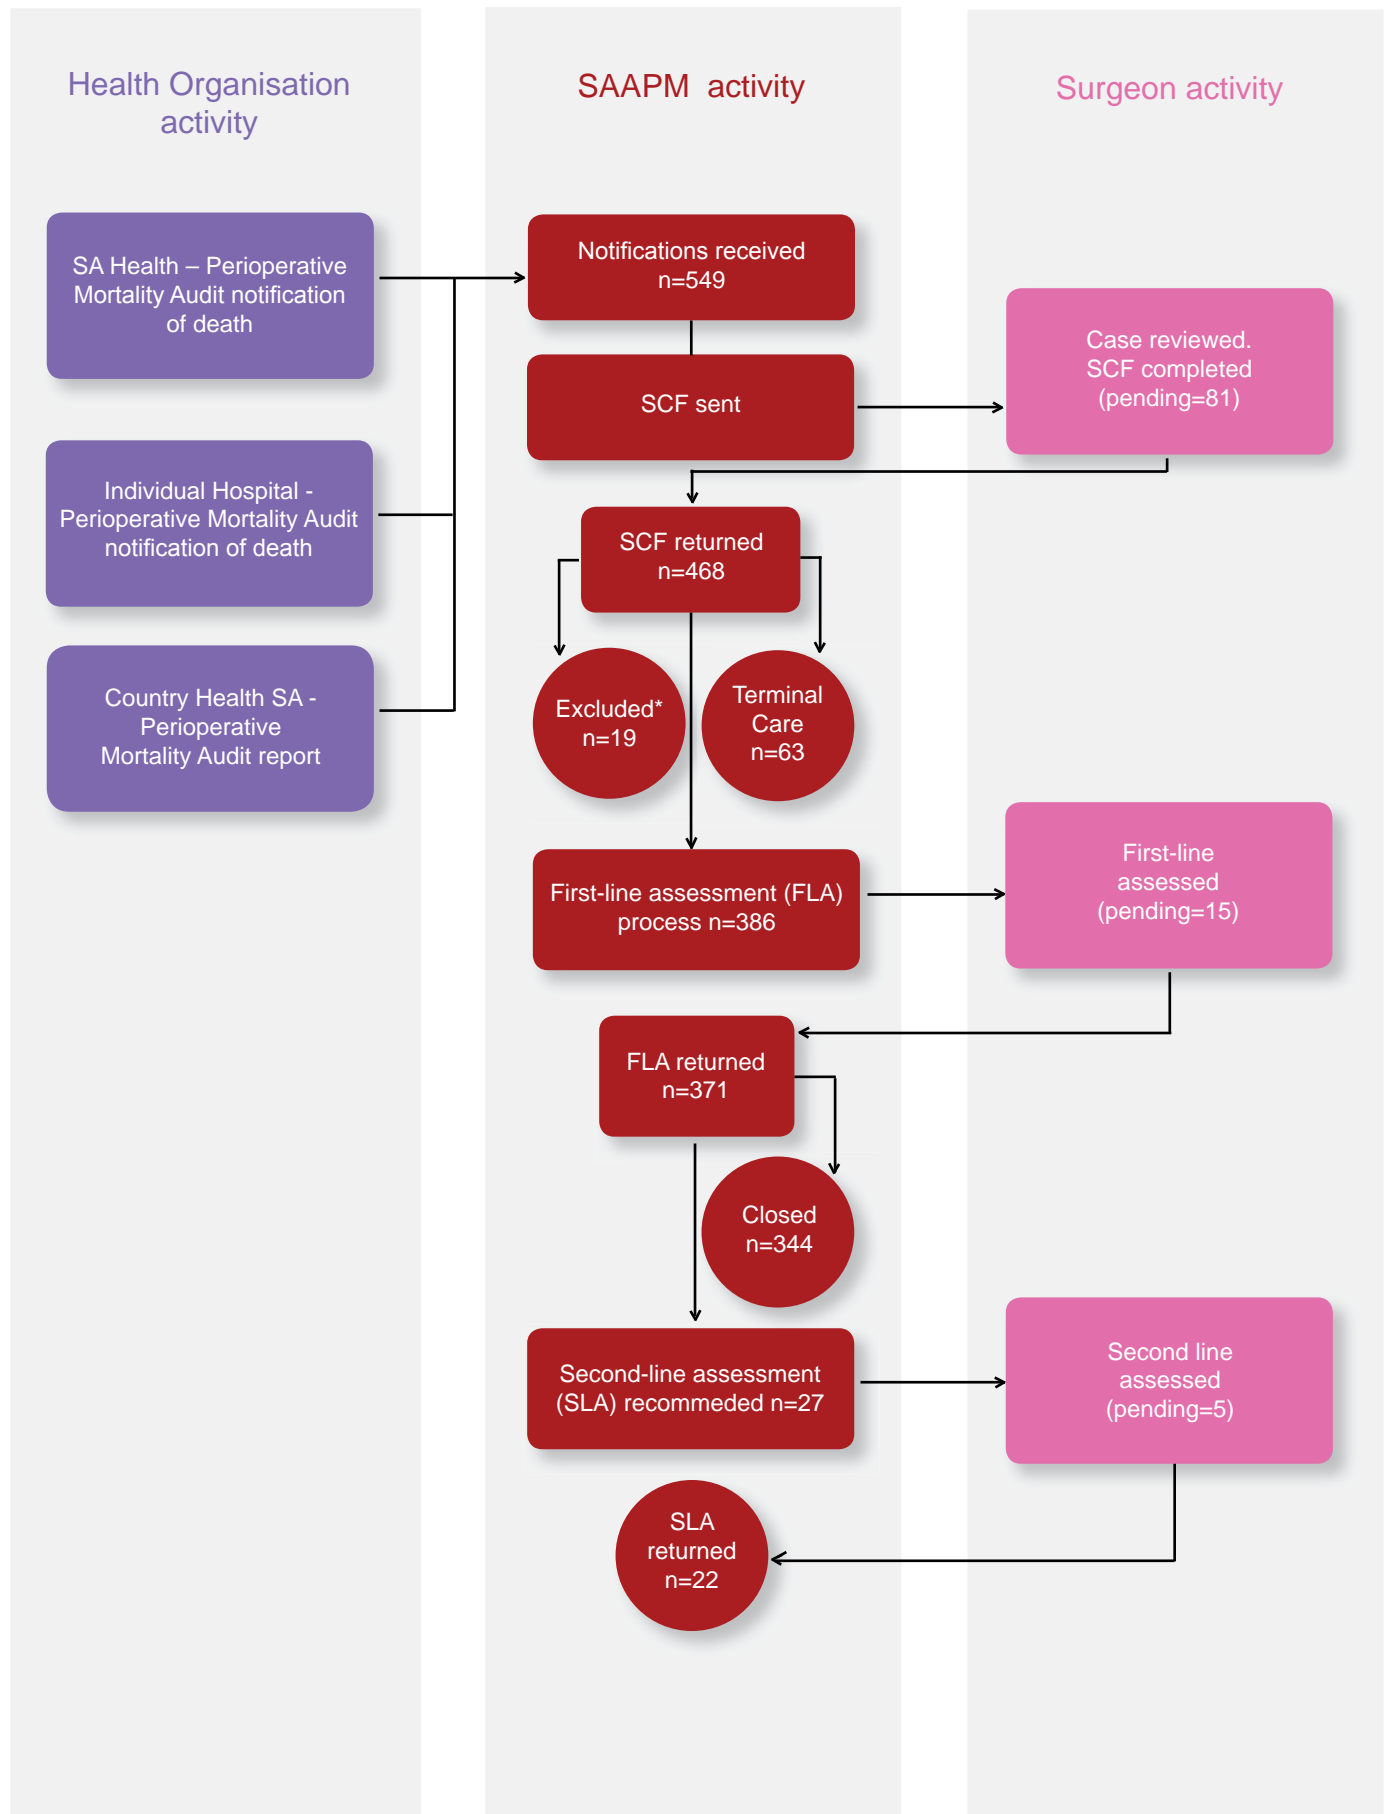 Health Organisation
activity
SAAPM activity
Surgeon activity
SA Health – Perioperative
Mortality Audit notification
of death
Notifications received
n=549
Case reviewed.
SCF completed
(pending=81)
SCF sent
Individual Hospital -
Perioperative Mortality Audit
notification of death
SCF returned
n=468
Country Health SA -
Perioperative
Mortality Audit report
Excluded*
n=19
Terminal
Care
n=63
First-line assessment (FLA)
process n=386
First-line
assessed
(pending=15)
FLA returned
n=371
Closed
n=344
Second-line assessment
(SLA) recommeded n=27
Second line
assessed
(pending=5)
SLA
returned
n=22